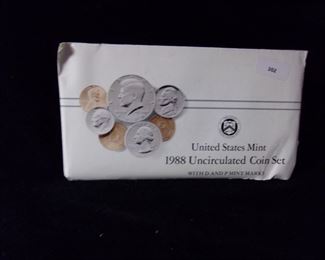 202
United States Mint
1988 Uncirculated Coin Set
WITH D AND P MINT MARKS